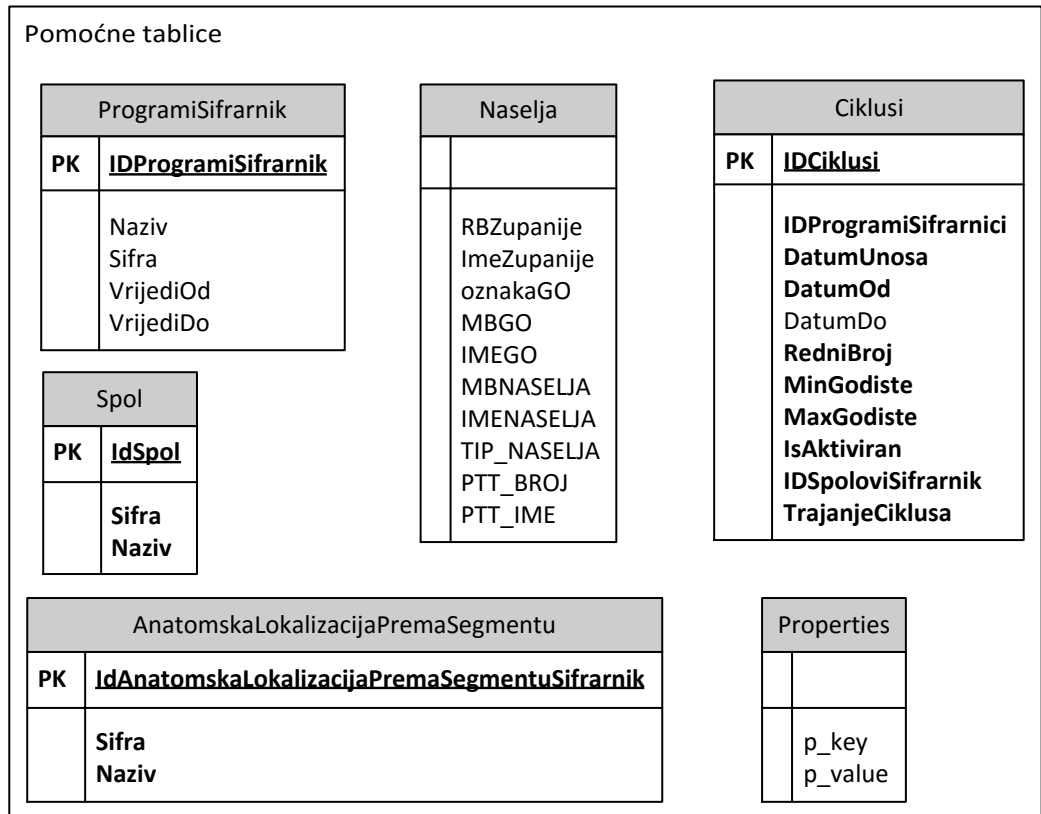 Pomoćne tablice
ProgramiSifrarnik
PK IDProgramiSifrarnik
Naziv
Sifra
VrijediOd
VrijediDo
Naselja
RBZupanije
ImeZupanije
oznakaGO
MBGO
IMEGO
MBNASELJA
IMENASELJA
TIP_NASELJA
PTT_BROJ
PTT_IME
Ciklusi
PK IDCiklusi
IDProgramiSifrarnici
DatumUnosa
DatumOd
DatumDo
RedniBroj
MinGodiste
MaxGodiste
IsAktiviran
IDSpoloviSifrarnik
TrajanjeCiklusa
Spol
PK IdSpol
Sifra
Naziv
AnatomskaLokalizacijaPremaSegmentu
PK IdAnatomskaLokalizacijaPremaSegmentuSifrarnik
Sifra
Naziv
Properties
p_key
p_value